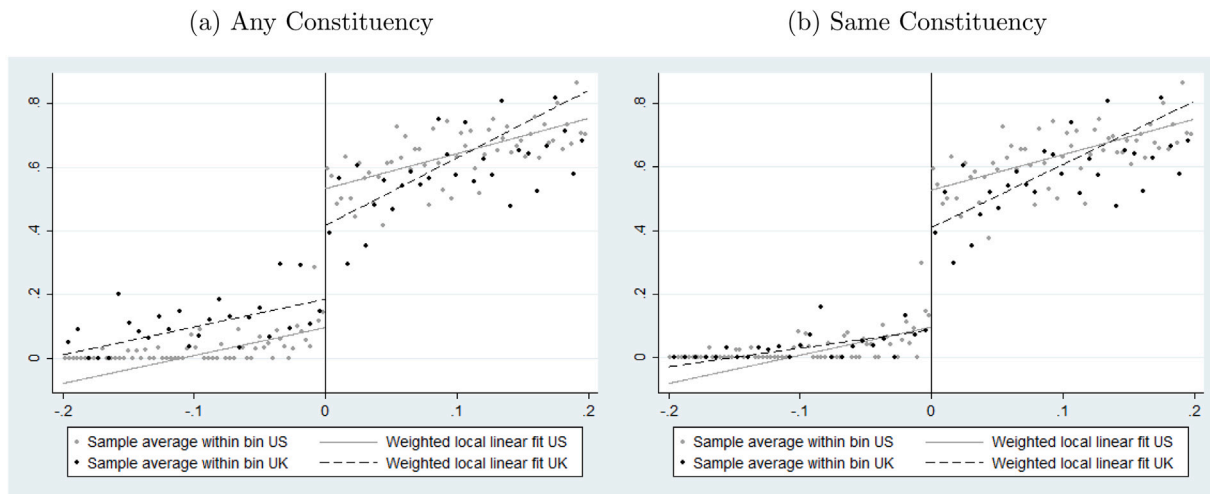 (a) Any Constituency
(b) Same Constituency
.8
.6
.4
.2
0
-.2
-.1
0
.1
.2
.8
.6
.4
.2
0
-.2
-.1
0
.1
.2
Sample average within bin US
Weighted local linear fit US
Sample average within bin UK
Weighted local linear fit UK
Sample average within bin US
Weighted local linear fit US
Sample average within bin UK
Weighted local linear fit UK